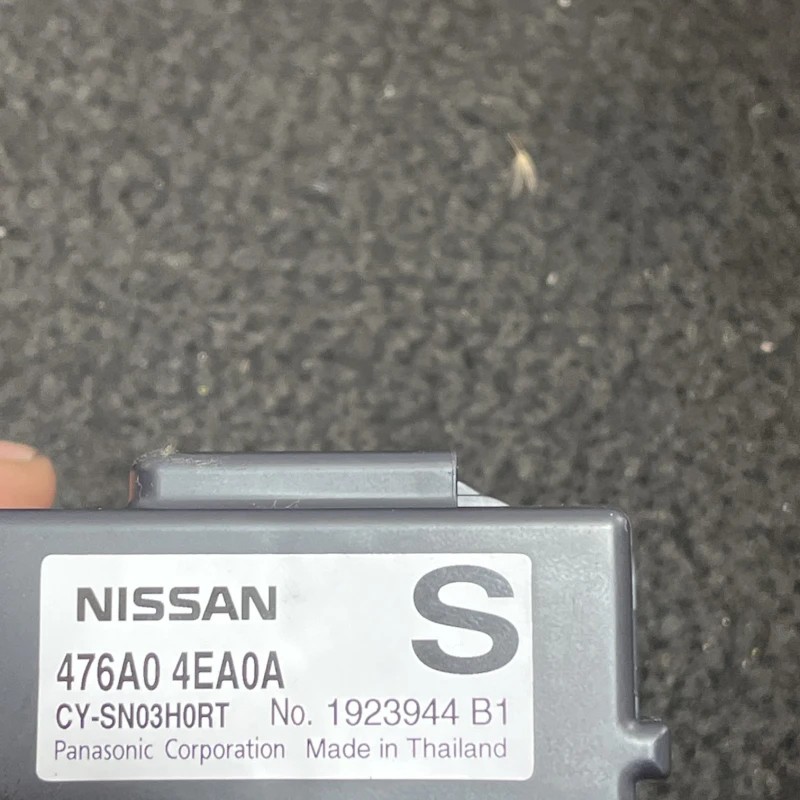 NISSAN
S
476A0 4EA0A
CY-SN03H0RT No. 1923944 B1
Panasonic Corporation Made in Thailand